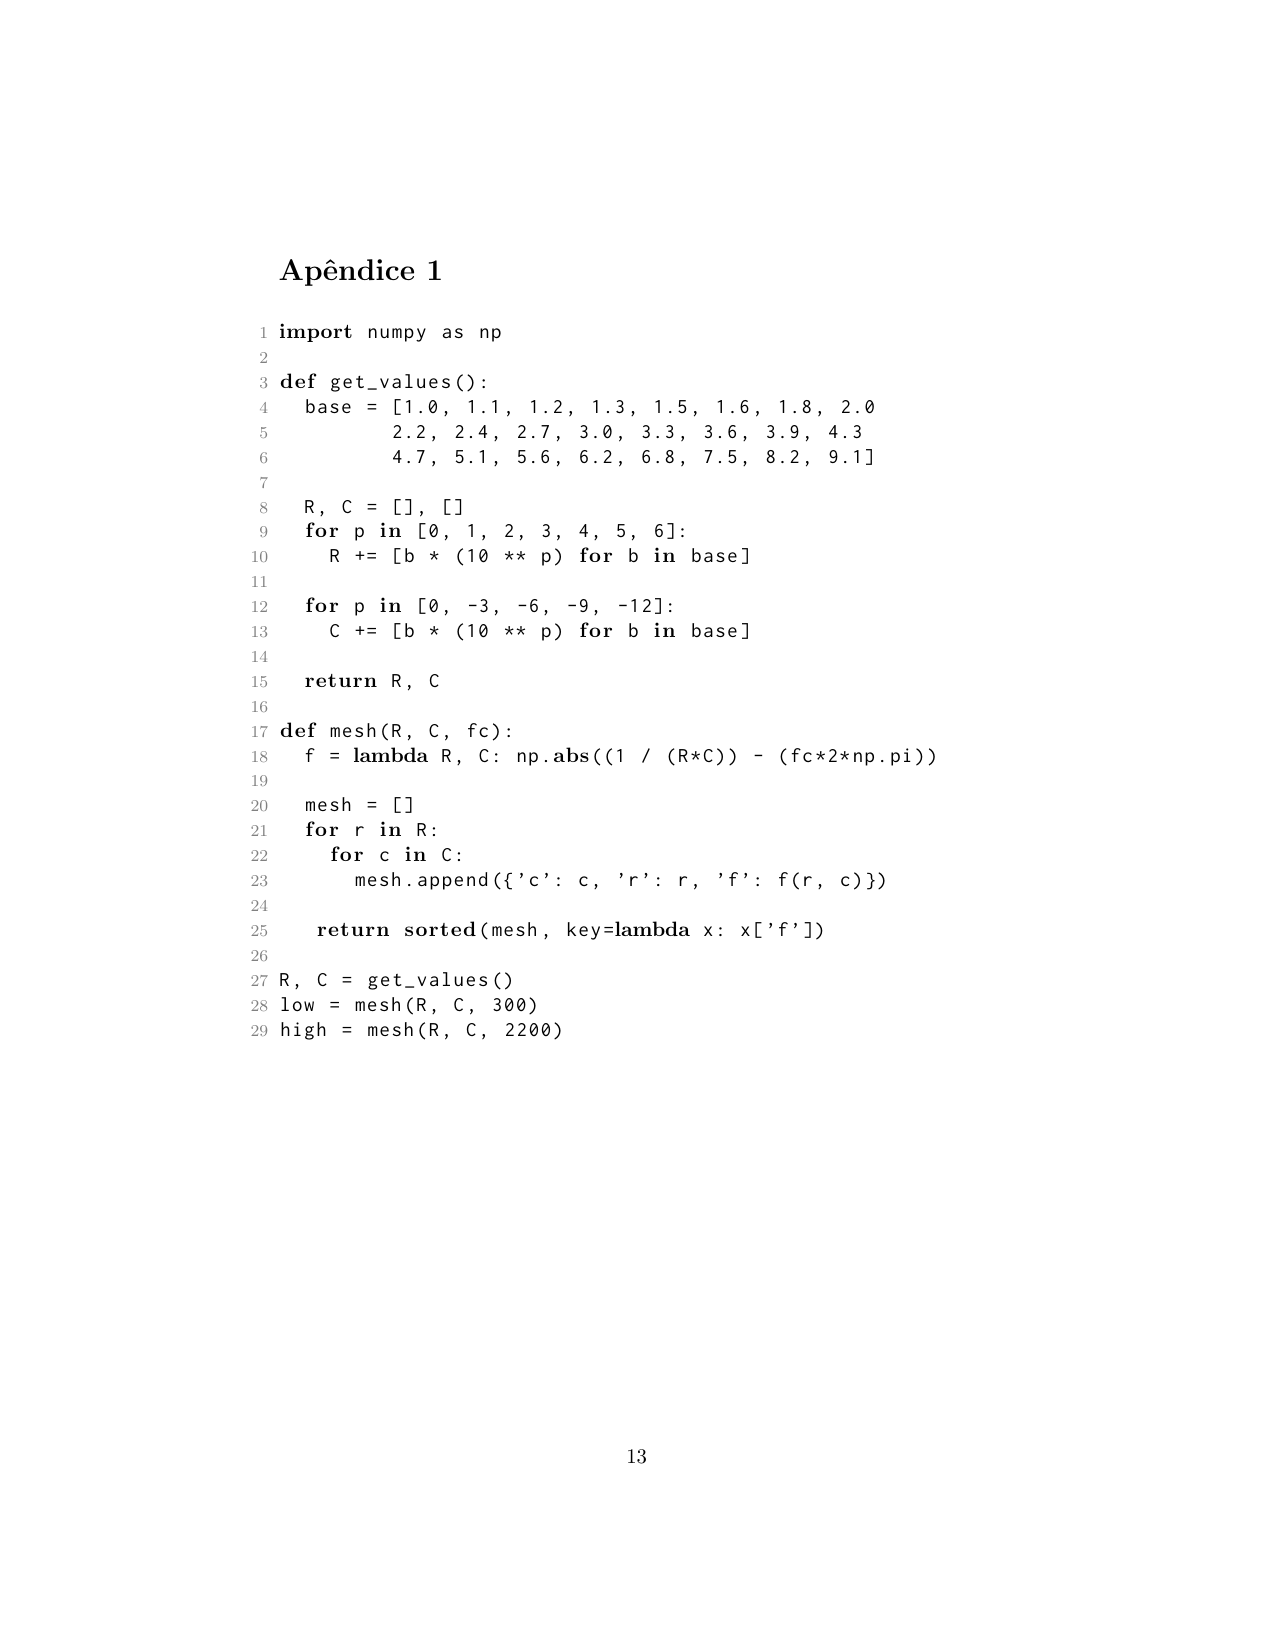 Apêndice 1
1 import numpy as np
2
3 def get_values():
4   base = [1.0, 1.1, 1.2, 1.3, 1.5, 1.6, 1.8, 2.0
5          2.2, 2.4, 2.7, 3.0, 3.3, 3.6, 3.9, 4.3
6          4.7, 5.1, 5.6, 6.2, 6.8, 7.5, 8.2, 9.1]
7
8   R, C = [], []
9   for p in [0, 1, 2, 3, 4, 5, 6]:
10     R += [b * (10 ** p) for b in base]
11
12   for p in [0, -3, -6, -9, -12]:
13     C += [b * (10 ** p) for b in base]
14
15   return R, C
16
17 def mesh(R, C, fc):
18   f = lambda R, C: np.abs((1 / (R*C)) - (fc*2*np.pi))
19
20   mesh = []
21   for r in R:
22     for c in C:
23       mesh.append({'c': c, 'r': r, 'f': f(r, c)})
24
25    return sorted(mesh, key=lambda x: x['f'])
26
27 R, C = get_values()
28 low = mesh(R, C, 300)
29 high = mesh(R, C, 2200)
13